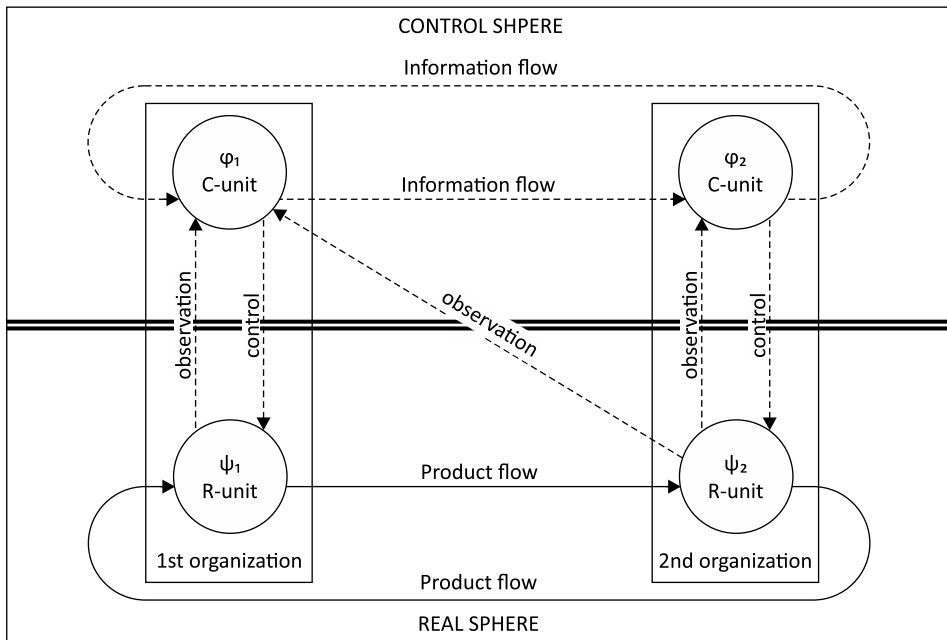 CONTROL SHPERE
Information flow
φ₁
C-unit
φ₂
C-unit
Information flow
observation
control
observation
observation
control
ψ₁
R-unit
ψ₂
R-unit
Product flow
1st organization
2nd organization
Product flow
REAL SPHERE